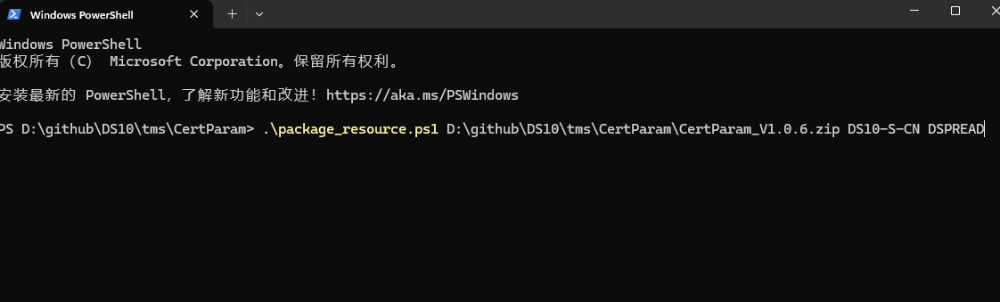 Windows PowerShell
Windows PowerShell
版权所有（C） Microsoft Corporation。保留所有权利。
安装最新的 PowerShell，了解新功能和改进！https://aka.ms/PSWindows
PS D:\github\DS10\tms\CertParam> .\package_resource.ps1 D:\github\DS10\tms\CertParam\CertParam_V1.0.6.zip DS10-S-CN DSPREAD